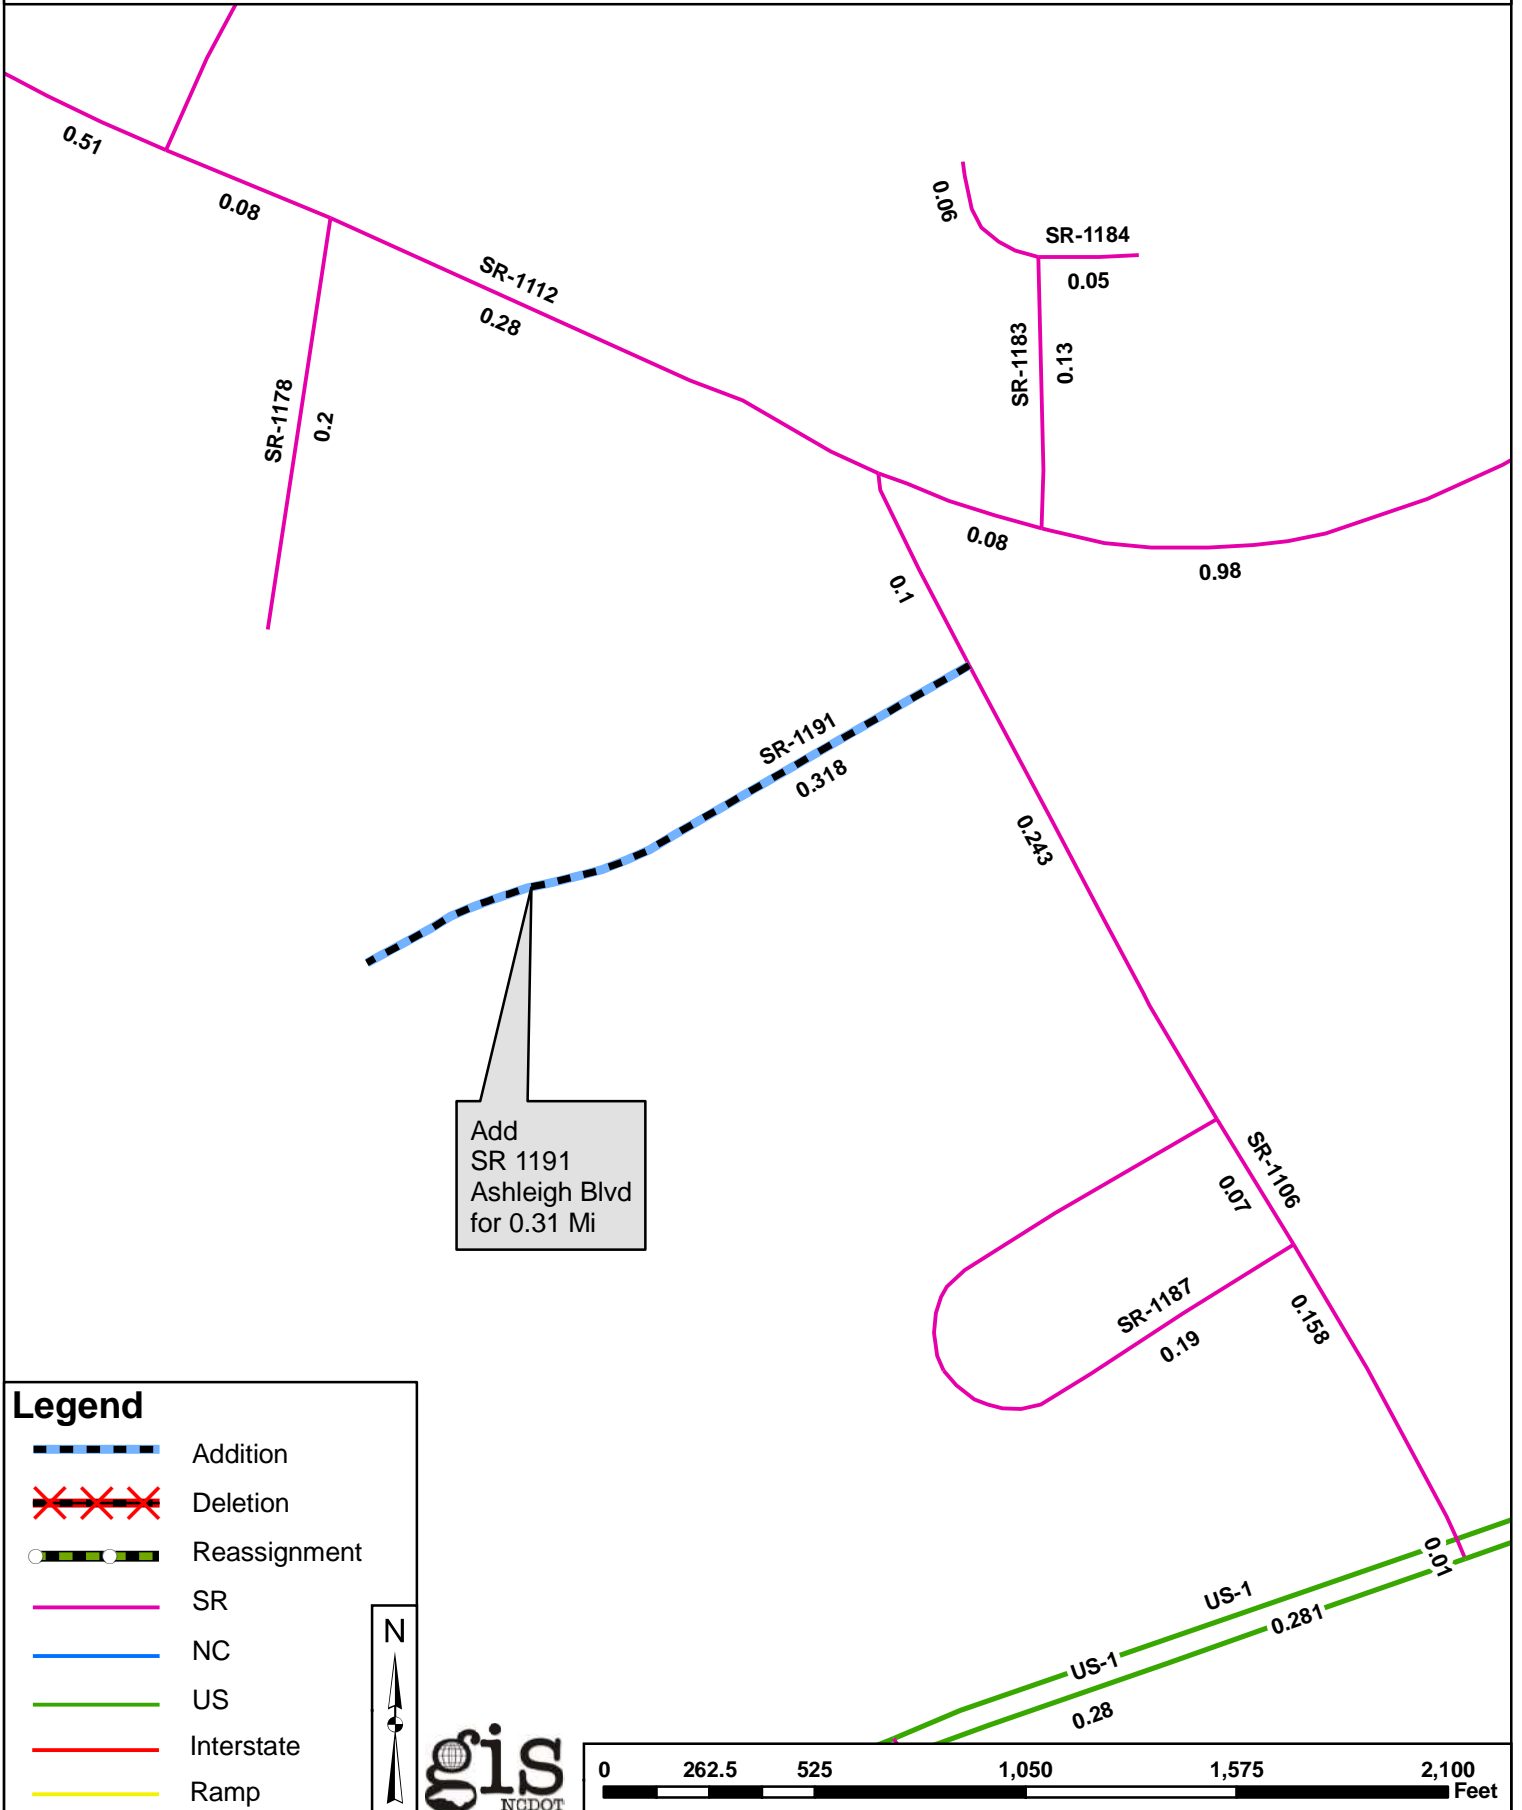 0.51
0.08
SR-1112
0.28
SR-1178
0.2
0.06
SR-1184
0.05
SR-1183
0.13
0.08
0.98
0.1
SR-1191
0.318
0.243
Add
SR 1191
Ashleigh Blvd
for 0.31 Mi
SR-1106
0.07
SR-1187
0.19
0.158
0.01
US-1
0.281
US-1
0.28
Legend
Addition
Deletion
Reassignment
SR
NC
US
Interstate
Ramp
N
gis
NCDOT
0 262.5 525 1,050 1,575 2,100
Feet